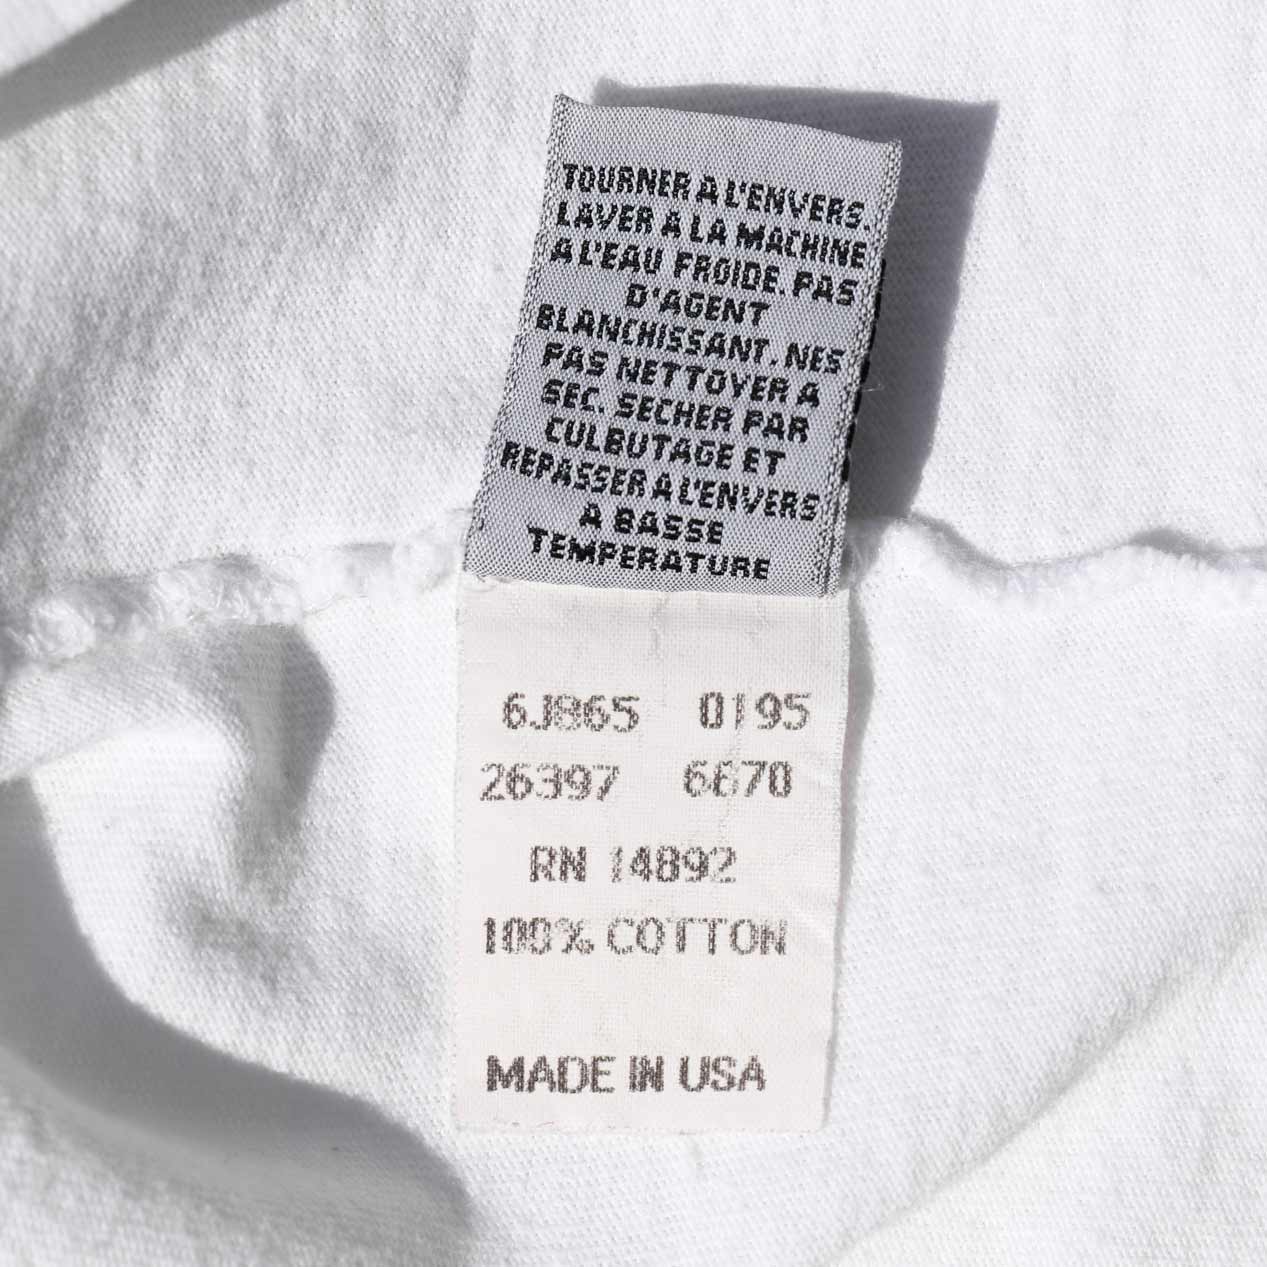 TOURNER A L'ENVERS.
LAVER A LA MACHINE
A L'EAU FROIDE. PAS
D'AGENT
BLANCHISSANT. NES
PAS NETTOYER A
SEC. SECHER PAR
CULBUTAGE ET
REPASSER A L'ENVERS
A BASSE
TEMPERATURE
6J865 0195
26397 6670
RN 14892
100% COTTON
MADE IN USA